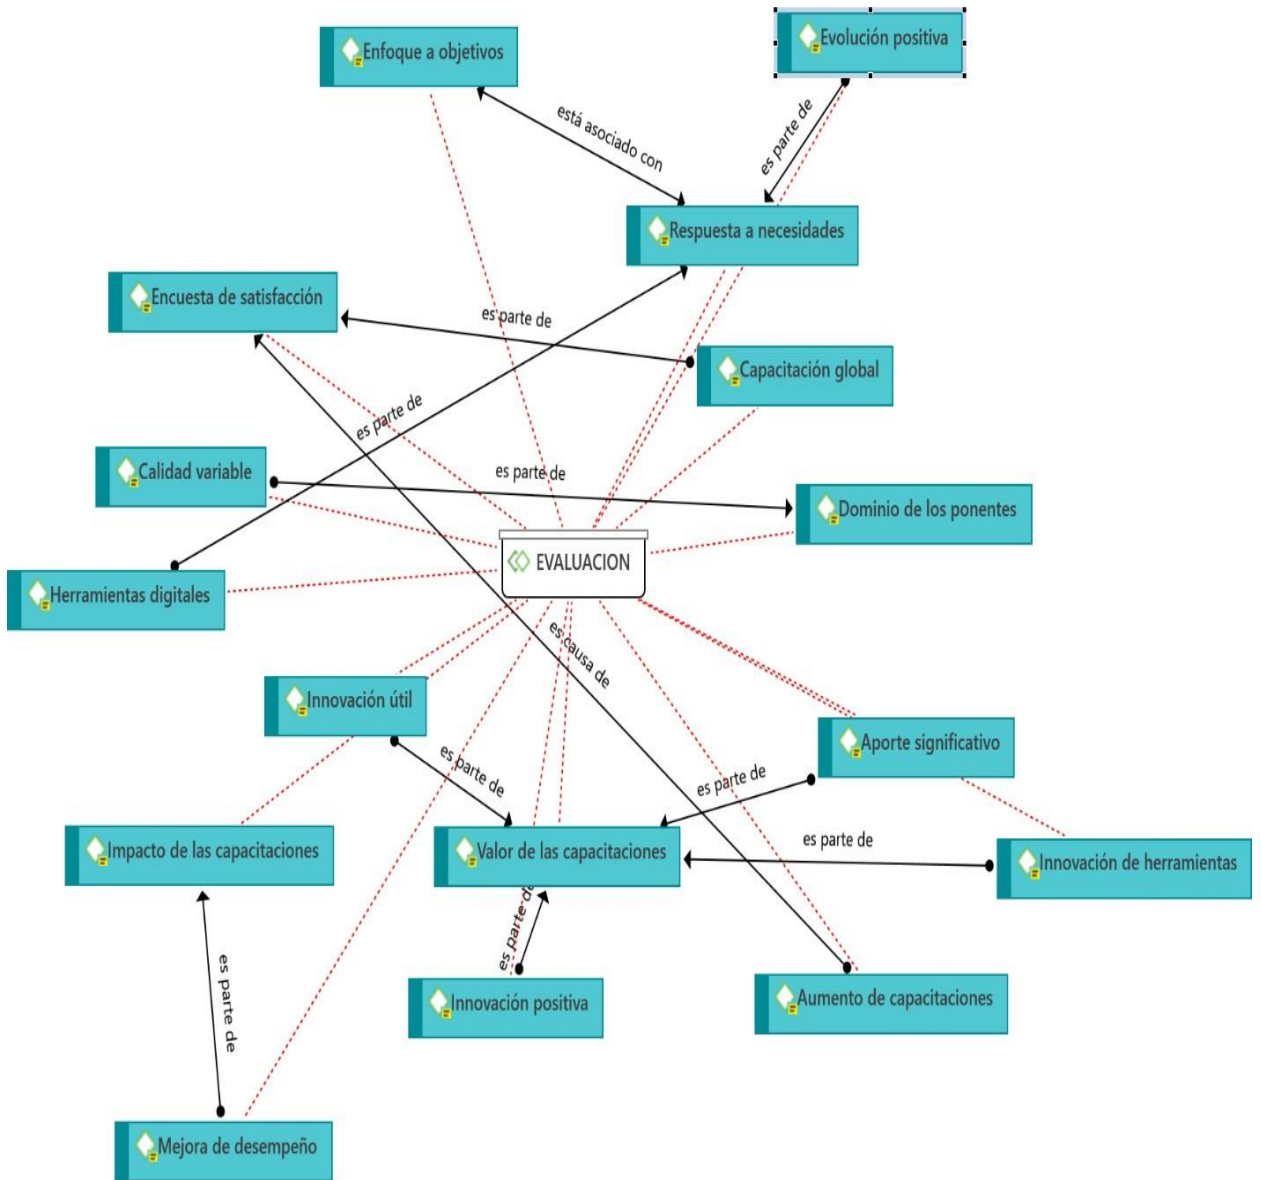 Evolución positiva
Enfoque a objetivos
está asociado con
es parte de
Respuesta a necesidades
Encuesta de satisfacción
es parte de
Capacitación global
es parte de
Calidad variable
es parte de
Dominio de los ponentes
EVALUACION
Herramientas digitales
es causa de
Innovación útil
Aporte significativo
es parte de
es parte de
es parte de
Impacto de las capacitaciones
Valor de las capacitaciones
Innovación de herramientas
es parte de
es parte de
Innovación positiva
Aumento de capacitaciones
Mejora de desempeño